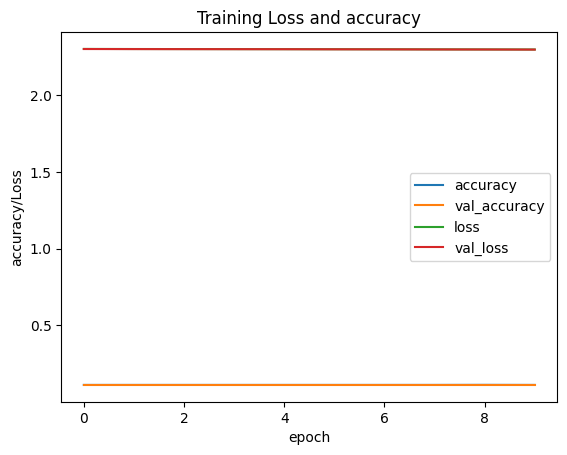 Training Loss and accuracy
accuracy/Loss
2.0
1.5
1.0
0.5
accuracy
val_accuracy
loss
val_loss
0 2 4 6 8
epoch